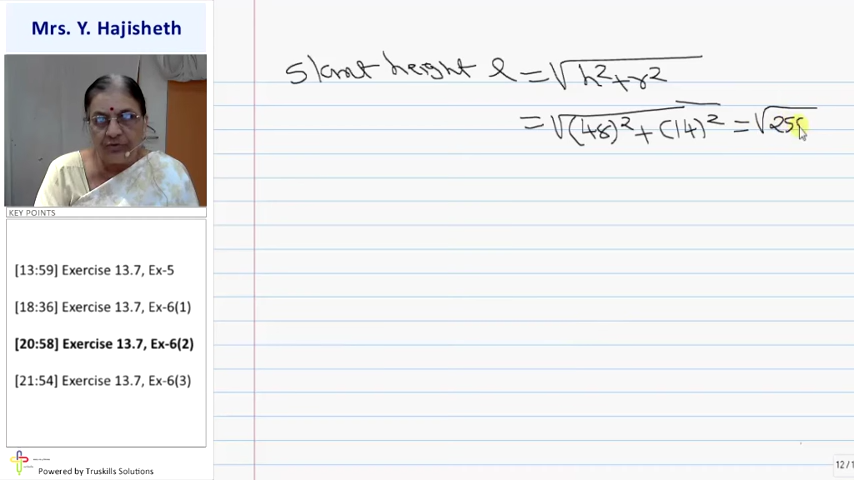 Mrs. Y. Hajisheth
KEY POINTS
[13:59] Exercise 13.7, Ex-5
[18:36] Exercise 13.7, Ex-6(1)
[20:58] Exercise 13.7, Ex-6(2)
[21:54] Exercise 13.7, Ex-6(3)
Powered by Truskills Solutions
Slant height l = √h² + r²
= √(48)² + (14)² = √25
12/1